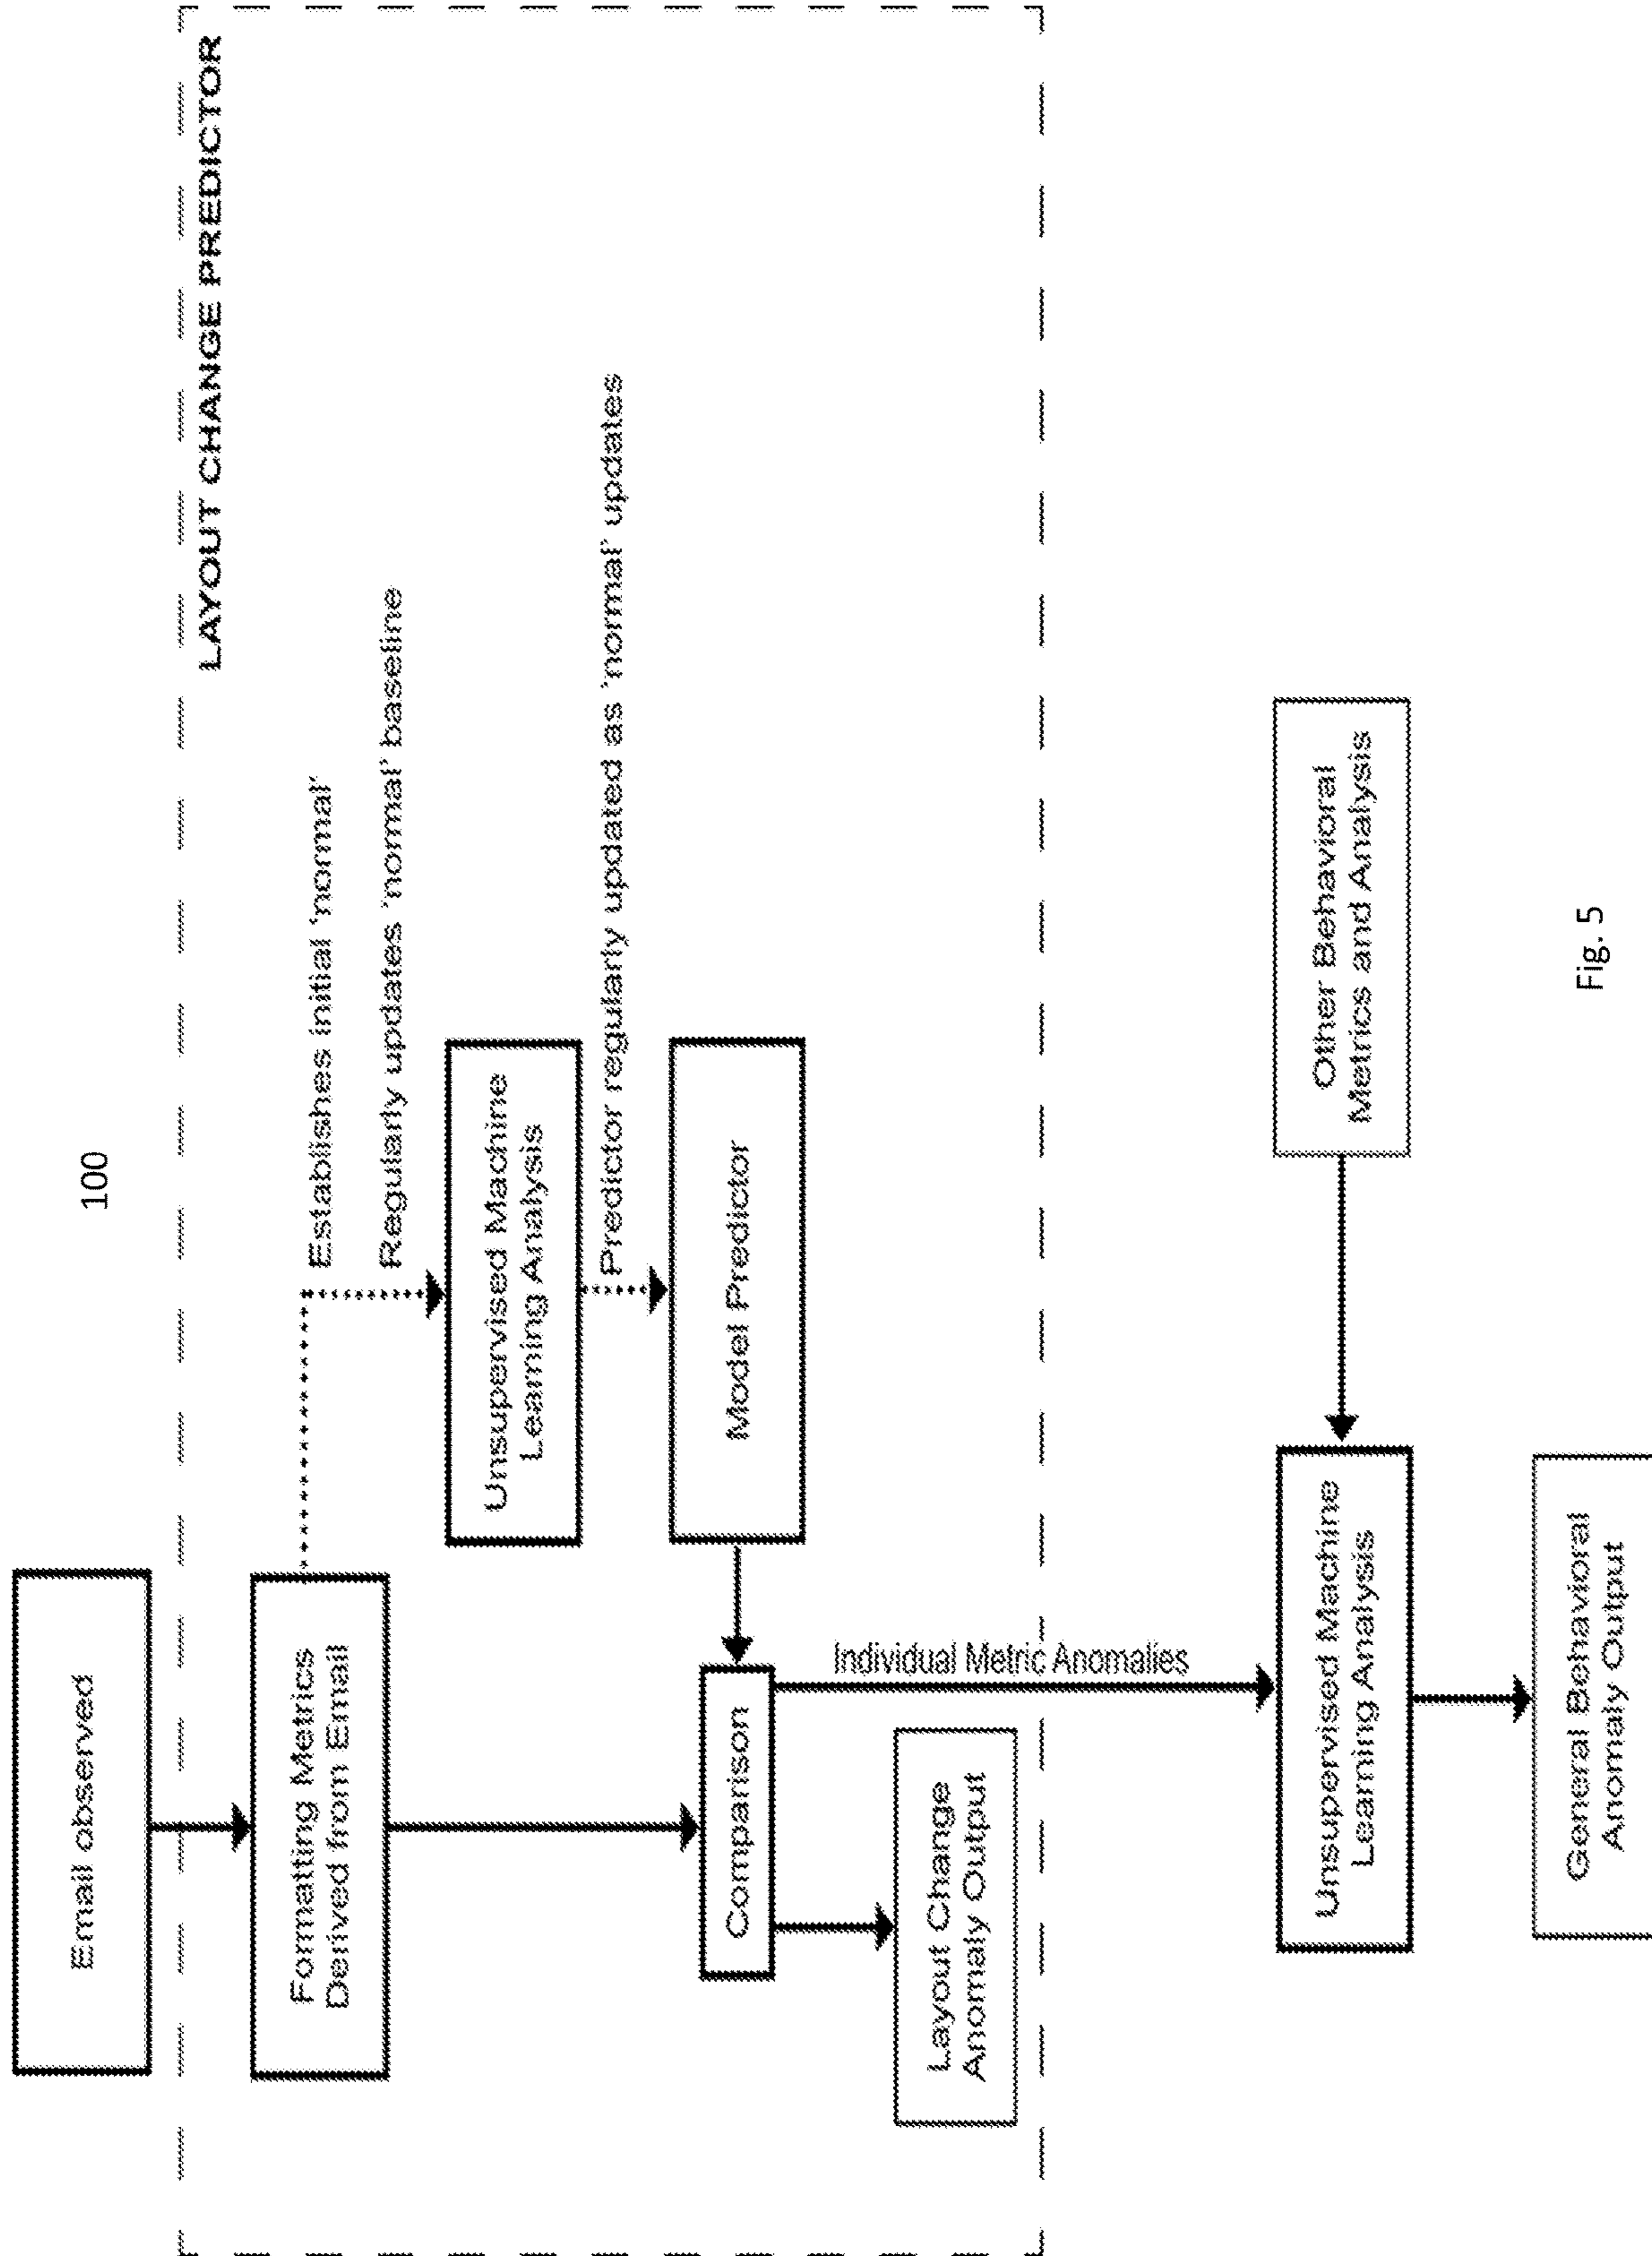 100
Email observed
LAYOUT CHANGE PREDICTOR
Formatting Metrics
Derived from Email
Establishes initial 'normal'
Regularly updates 'normal' baseline
Unsupervised Machine
Learning Analysis
Predictor regularly updated as 'normal' updates
Model Predictor
Comparison
Individual Metric Anomalies
Layout Change
Anomaly Output
Unsupervised Machine
Learning Analysis
Other Behavioral
Metrics and Analysis
General Behavioral
Anomaly Output
Fig. 5